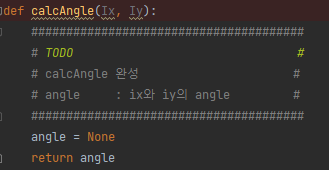 def calcAngle(Ix, Iy):
#######################################
# TODO #
# calcAngle 완성 #
# angle : ix와 iy의 angle #
#######################################
angle = None
return angle